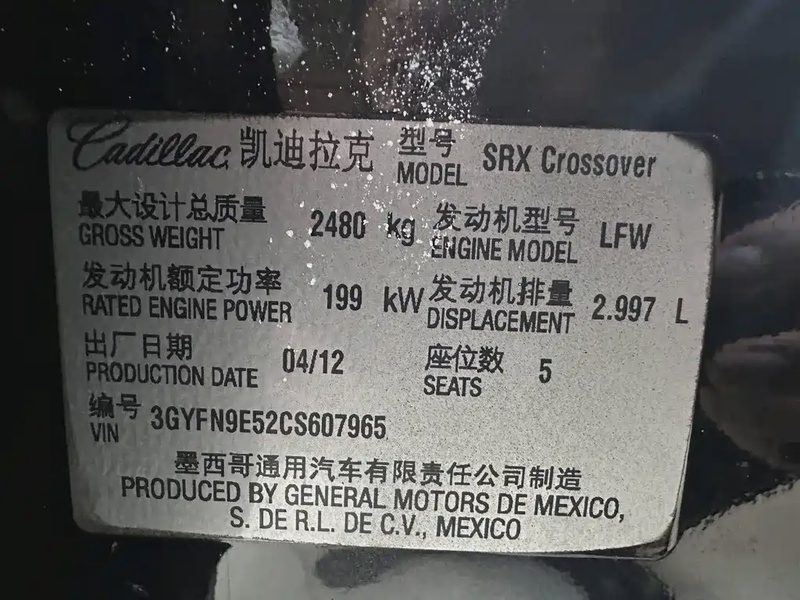 Cadillac 凯迪拉克 型号 MODEL SRX Crossover
最大设计总质量 GROSS WEIGHT 2480 kg 发动机型号 ENGINE MODEL LFW
发动机额定功率 RATED ENGINE POWER 199 kW 发动机排量 DISPLACEMENT 2.997 L
出厂日期 PRODUCTION DATE 04/12 座位数 SEATS 5
编号 VIN 3GYFN9E52CS607965
墨西哥通用汽车有限责任公司制造
PRODUCED BY GENERAL MOTORS DE MEXICO,
S. DE R.L. DE C.V., MEXICO